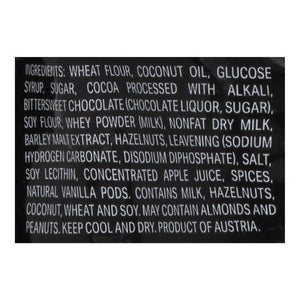 INGREDIENTS: WHEAT FLOUR, COCONUT OIL, GLUCOSE
SYRUP, SUGAR, COCOA PROCESSED WITH ALKALI,
BITTERSWEET CHOCOLATE (CHOCOLATE LIQUOR, SUGAR),
SOY FLOUR, WHEY POWDER (MILK), NONFAT DRY MILK,
BARLEY MALT EXTRACT, HAZELNUTS, LEAVENING (SODIUM
HYDROGEN CARBONATE, DISODIUM DIPHOSPHATE), SALT,
SOY LECITHIN, CONCENTRATED APPLE JUICE, SPICES,
NATURAL VANILLA PODS. CONTAINS MILK, HAZELNUTS,
COCONUT, WHEAT AND SOY. MAY CONTAIN ALMONDS AND
PEANUTS. KEEP COOL AND DRY. PRODUCT OF AUSTRIA.